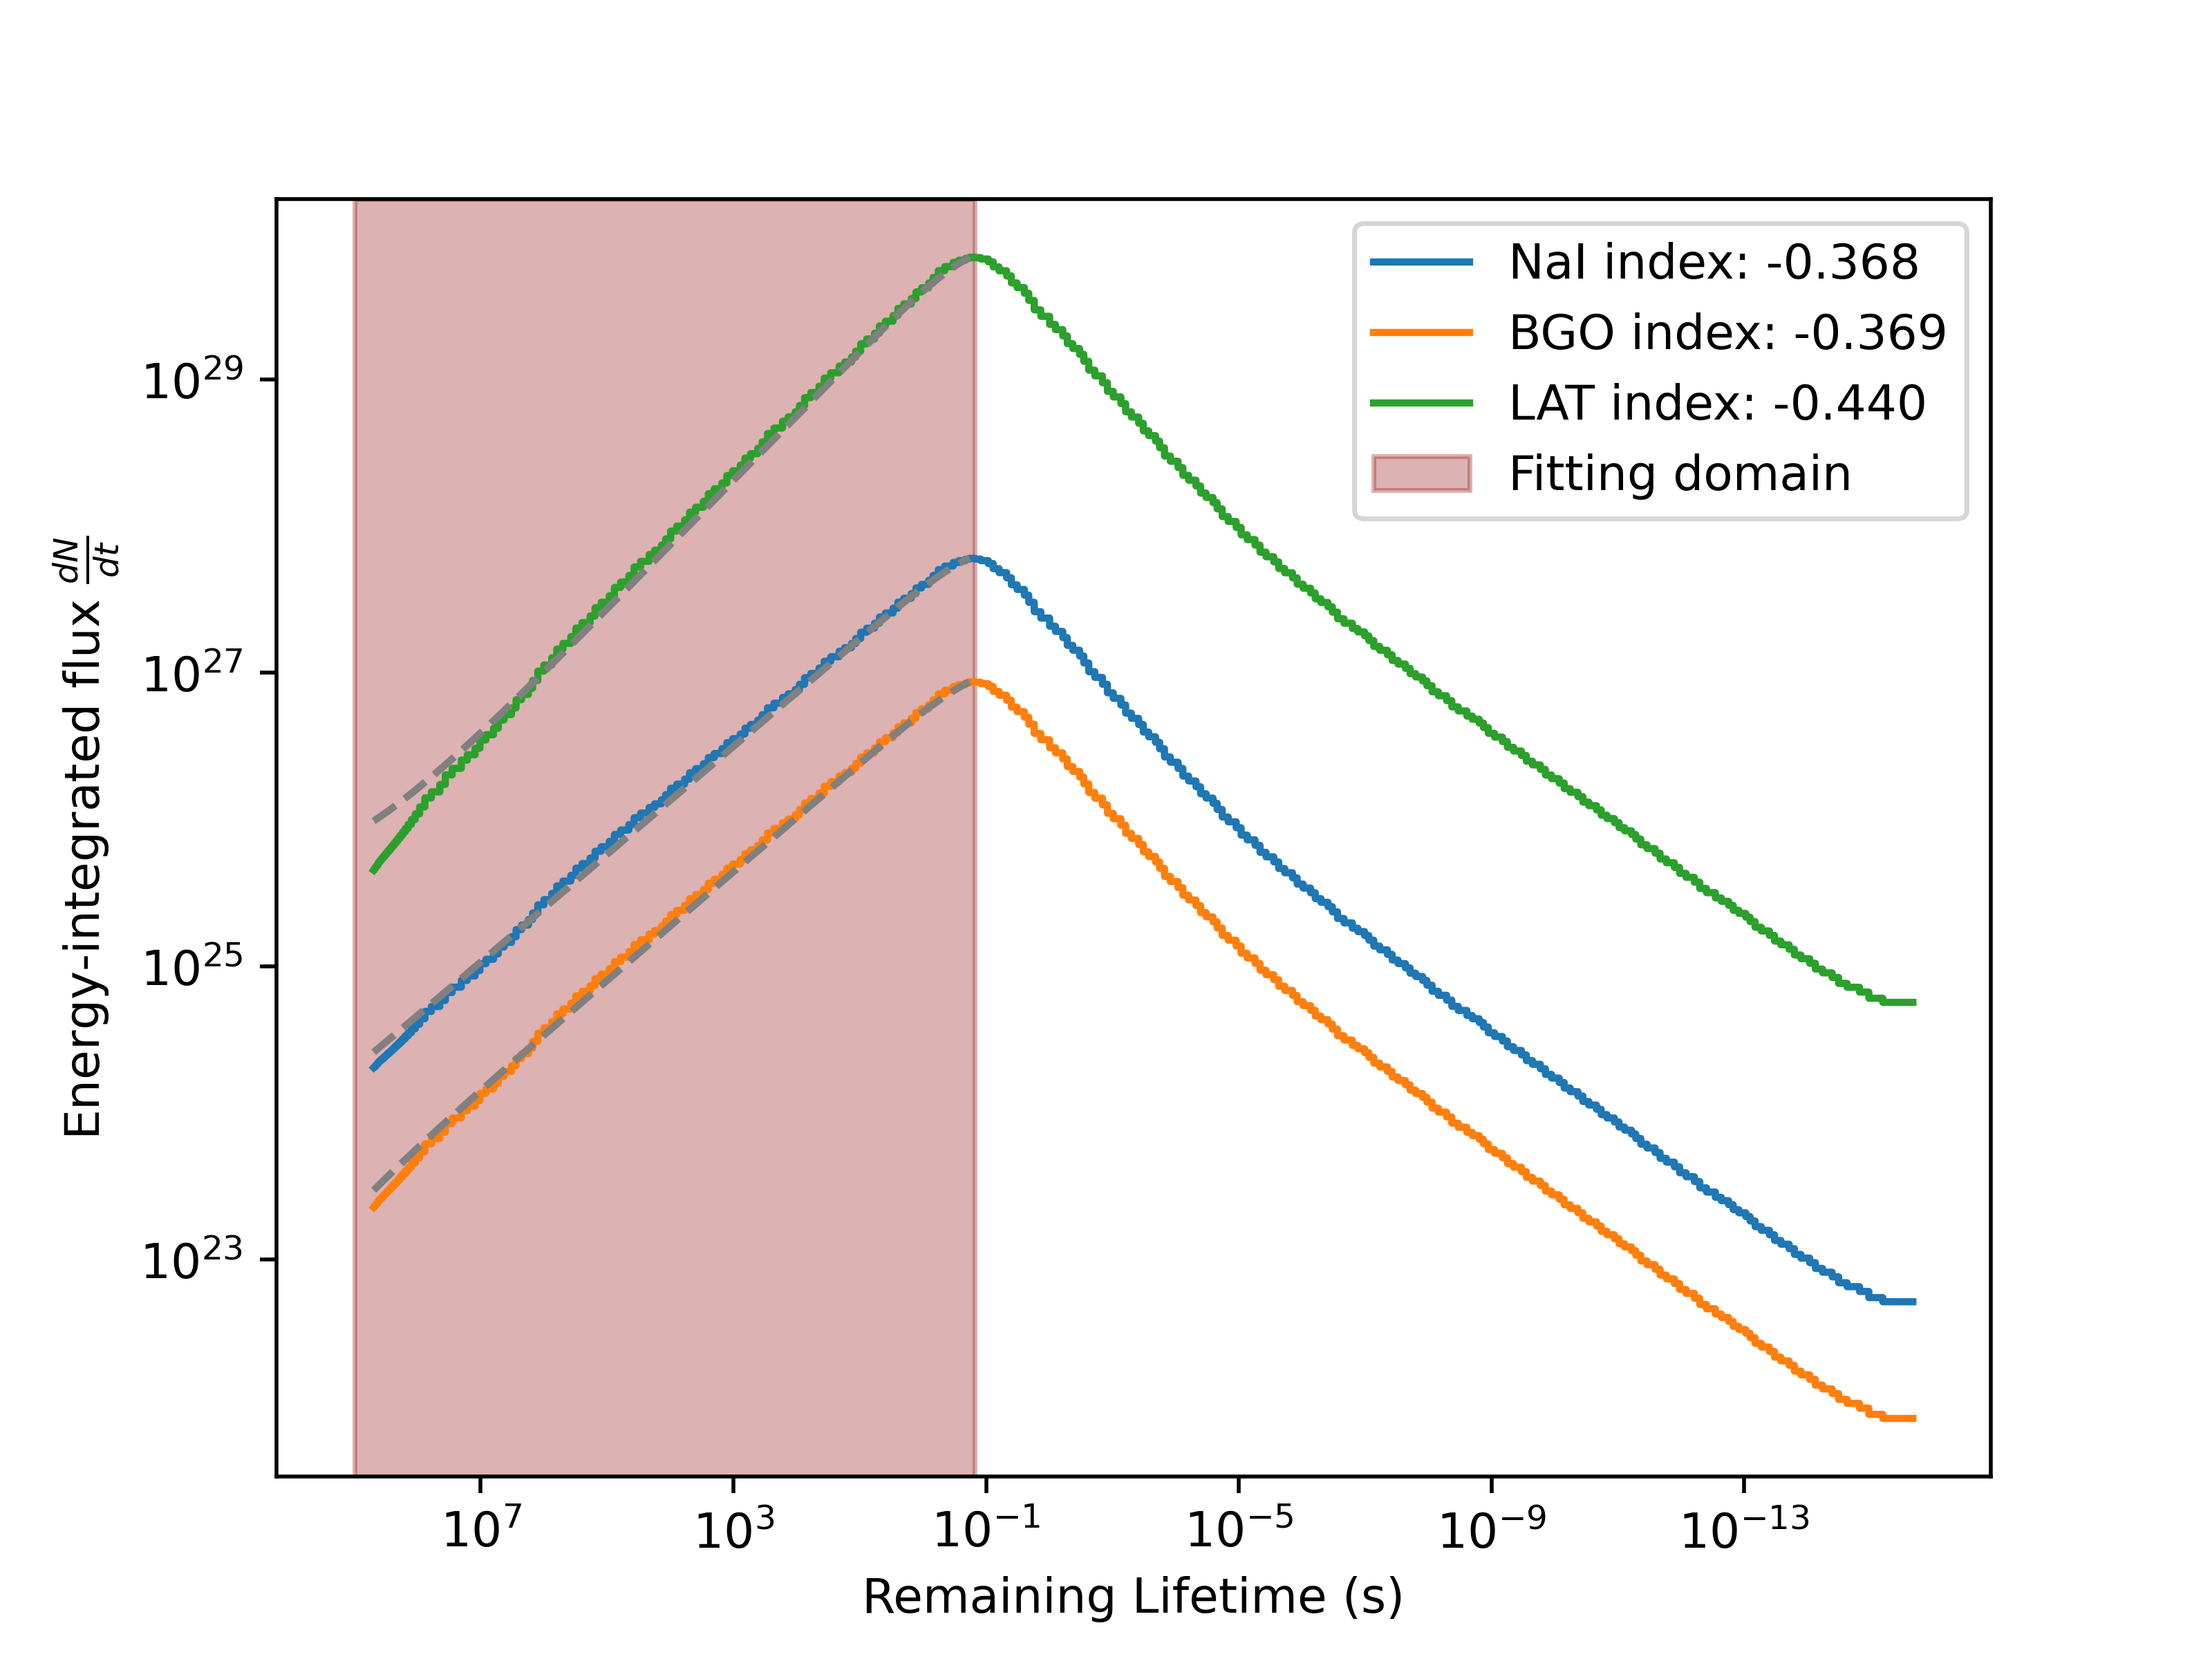 NaI index: -0.368
BGO index: -0.369
LAT index: -0.440
Fitting domain
10^29
10^27
10^25
10^23
Energy-integrated flux dN/dt
10^7 10^3 10^−1 10^−5 10^−9 10^−13
Remaining Lifetime (s)